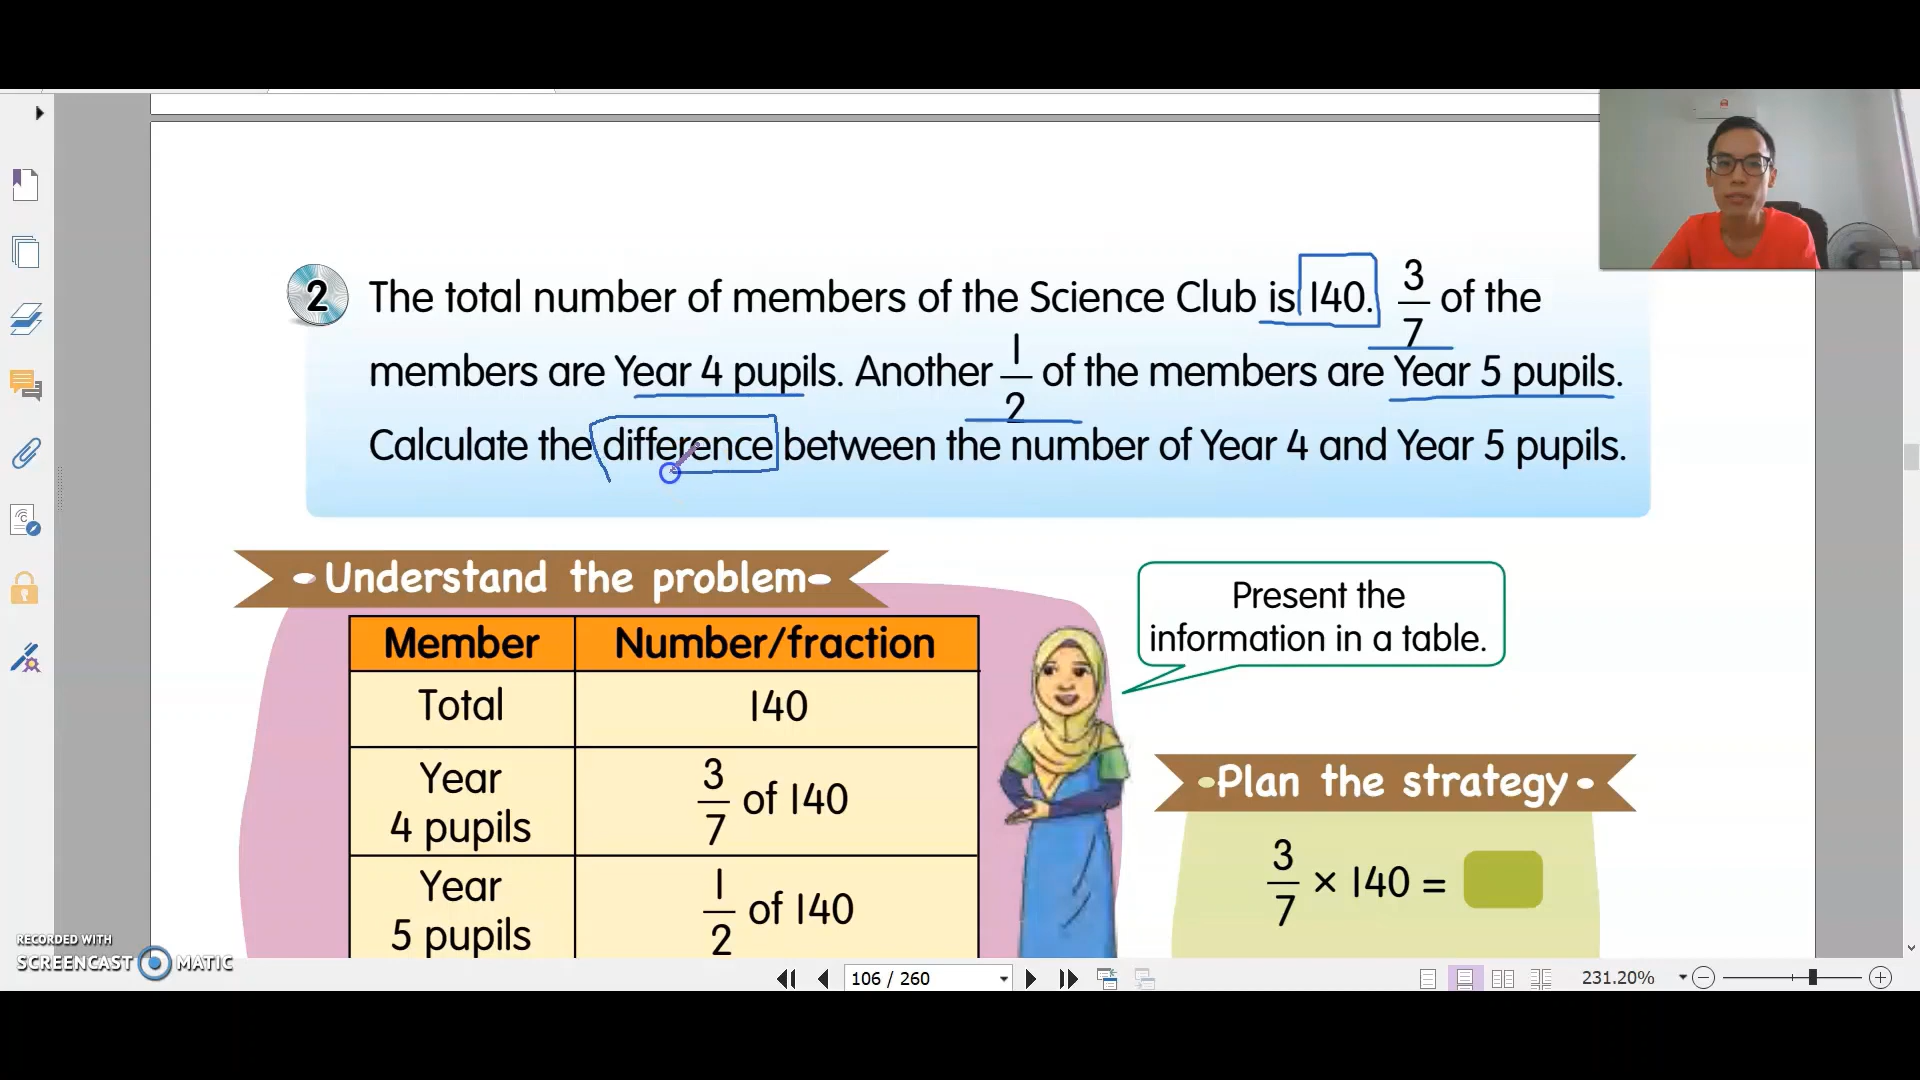 2 The total number of members of the Science Club is 140. 3/7 of the
members are Year 4 pupils. Another 1/2 of the members are Year 5 pupils.
Calculate the difference between the number of Year 4 and Year 5 pupils.
Understand the problem
Present the
information in a table.
Member Number/fraction
Total 140
Year
4 pupils
3/7 of 140
Year
5 pupils
1/2 of 140
Plan the strategy
3/7 × 140 =
RECORDED WITH
SCREENCAST MATIC
106 / 260
231.20%